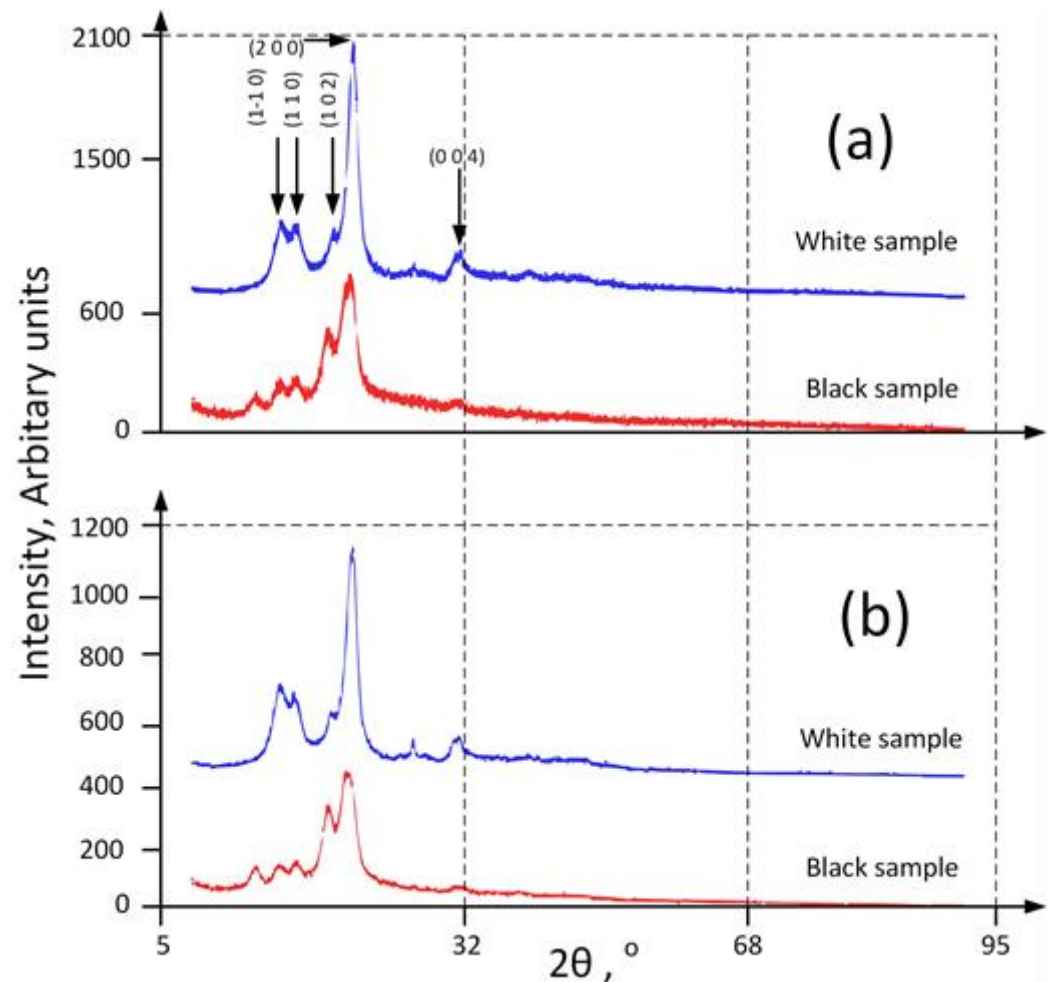 2100
(2 0 0)
(1-1 0)
(1 1 0)
(1 0 2)
(a)
1500
(0 0 4)
White sample
600
Black sample
0
Intensity, Arbitary units
1200
1000
(b)
800
600
White sample
400
200
Black sample
0
5
32
68
95
2θ , o